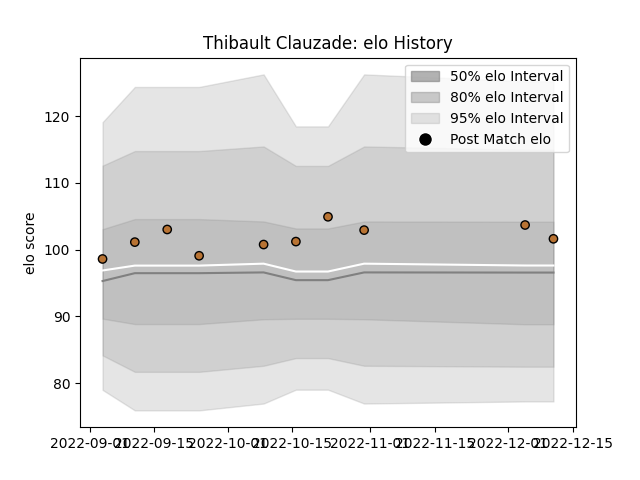 Thibault Clauzade: elo History
50% elo Interval
80% elo Interval
95% elo Interval
Post Match elo
elo score
120
110
100
90
80
2022-09-01 2022-09-15 2022-10-01 2022-10-15 2022-11-01 2022-11-15 2022-12-01 2022-12-15